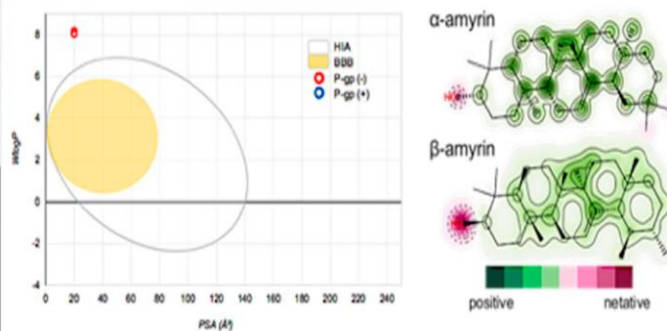 8
6
4
2
0
-2
-4
WlogP
HIA
BBB
P-gp (-)
P-gp (+)
0 20 40 60 80 100 120 140 160 180 200 220 240
PSA (Å²)
α-amyrin
β-amyrin
positive netative